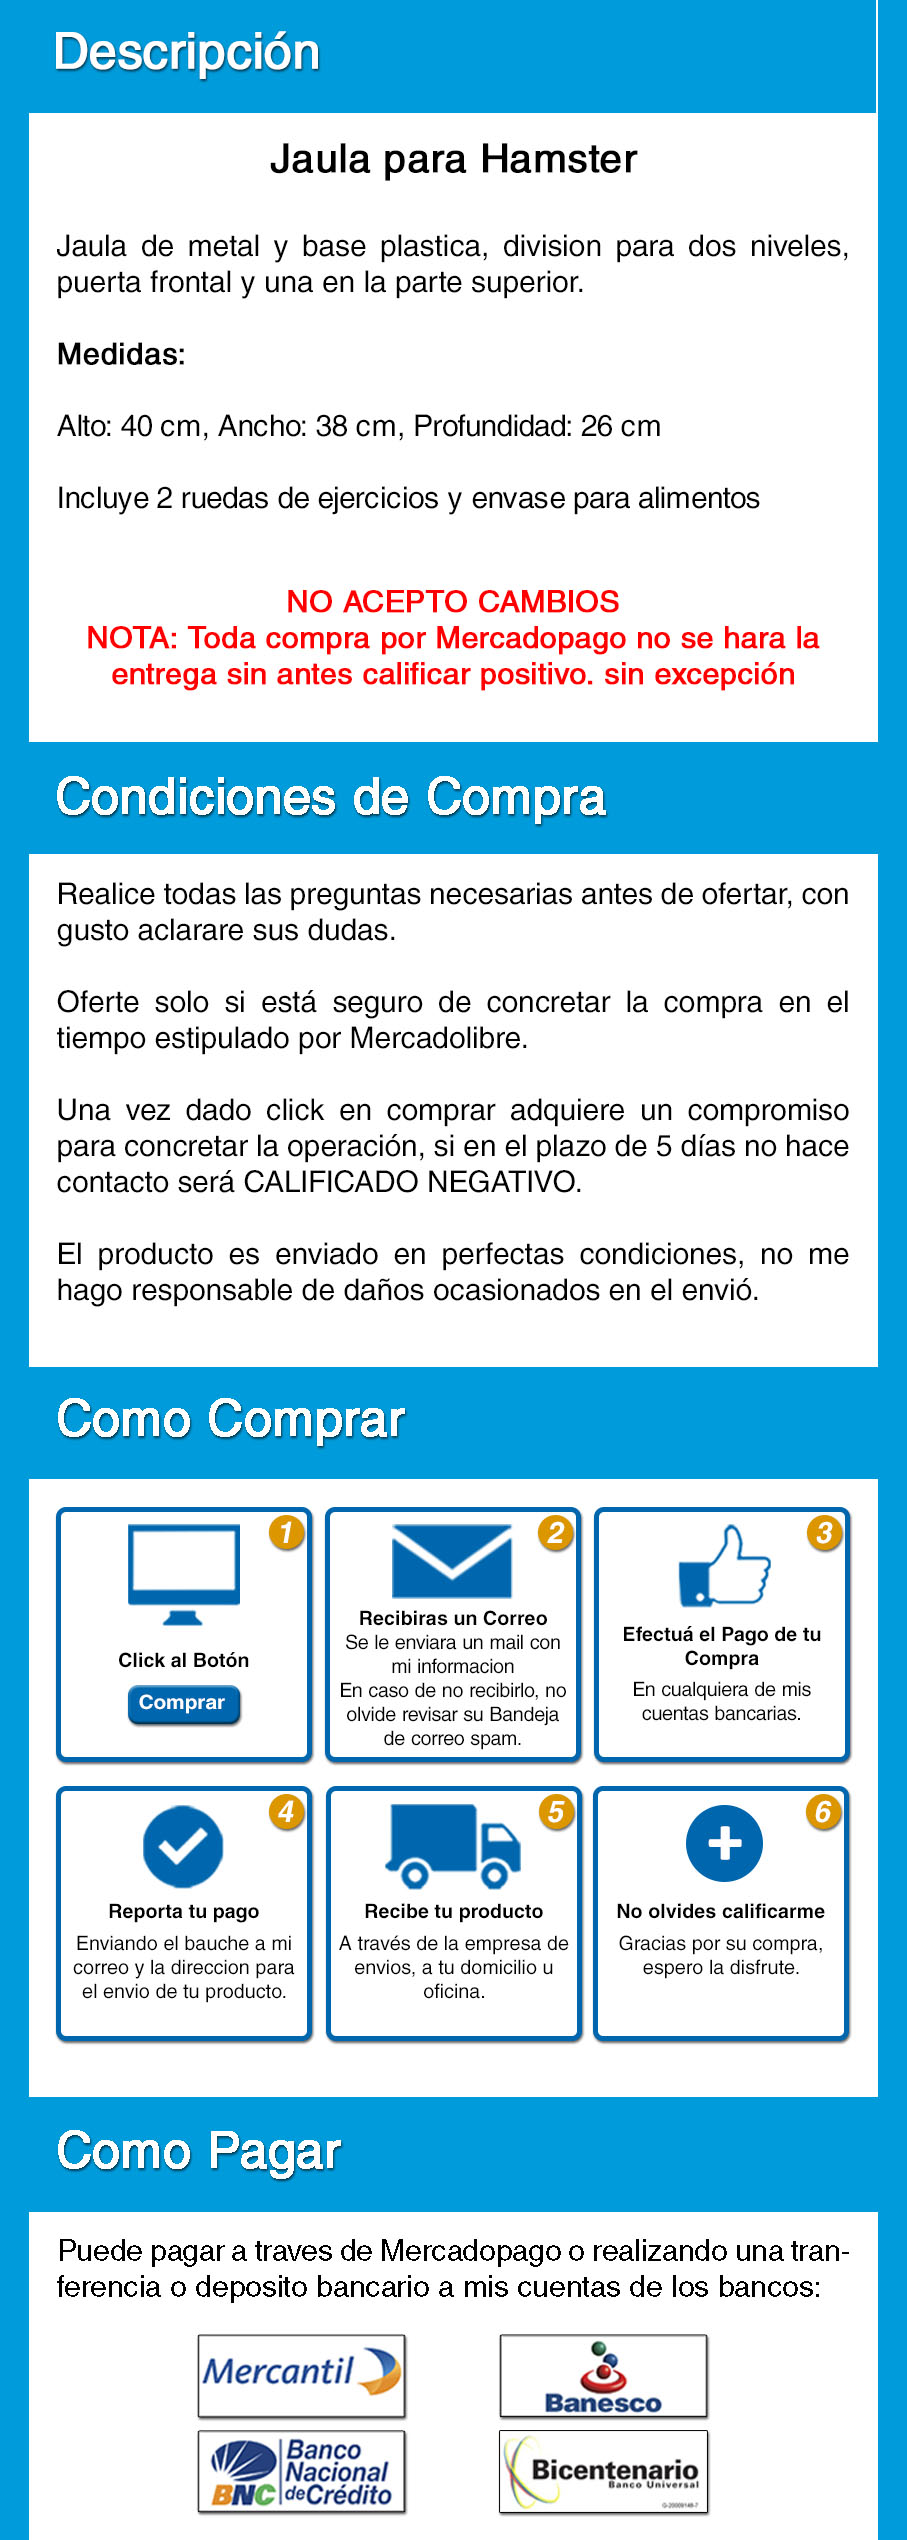 Descripción
Jaula para Hamster
Jaula de metal y base plastica, division para dos niveles,
puerta frontal y una en la parte superior.
Medidas:
Alto: 40 cm, Ancho: 38 cm, Profundidad: 26 cm
Incluye 2 ruedas de ejercicios y envase para alimentos
NO ACEPTO CAMBIOS
NOTA: Toda compra por Mercadopago no se hara la
entrega sin antes calificar positivo. sin excepción
Condiciones de Compra
Realice todas las preguntas necesarias antes de ofertar, con
gusto aclarare sus dudas.
Oferte solo si está seguro de concretar la compra en el
tiempo estipulado por Mercadolibre.
Una vez dado click en comprar adquiere un compromiso
para concretar la operación, si en el plazo de 5 días no hace
contacto será CALIFICADO NEGATIVO.
El producto es enviado en perfectas condiciones, no me
hago responsable de daños ocasionados en el envió.
Como Comprar
1
Click al Botón
Comprar
2
Recibiras un Correo
Se le enviara un mail con
mi informacion
En caso de no recibirlo, no
olvide revisar su Bandeja
de correo spam.
3
Efectuá el Pago de tu
Compra
En cualquiera de mis
cuentas bancarias.
4
Reporta tu pago
Enviando el bauche a mi
correo y la direccion para
el envio de tu producto.
5
Recibe tu producto
A través de la empresa de
envios, a tu domicilio u
oficina.
6
No olvides calificarme
Gracias por su compra,
espero la disfrute.
Como Pagar
Puede pagar a traves de Mercadopago o realizando una tran-
ferencia o deposito bancario a mis cuentas de los bancos:
Mercantil
Banesco
BNC
Banco
Nacional
de Crédito
Bicentenario
Banco Universal
G-20009148-7